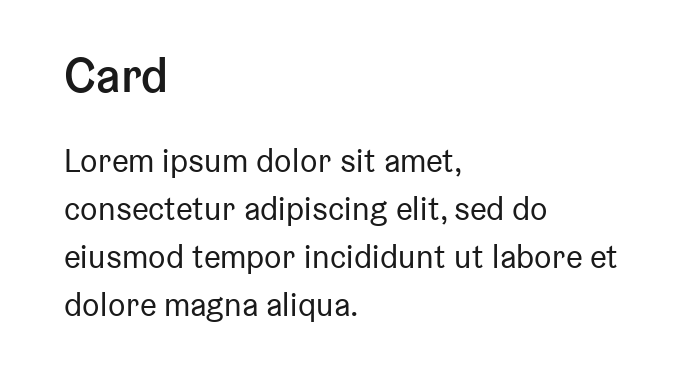 Card
Lorem ipsum dolor sit amet,
consectetur adipiscing elit, sed do
eiusmod tempor incididunt ut labore et
dolore magna aliqua.